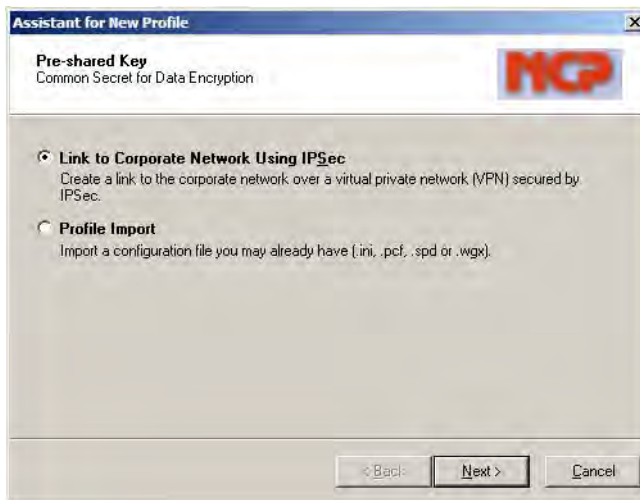 Assistant for New Profile
Pre-shared Key
Common Secret for Data Encryption
NCP
Link to Corporate Network Using IPSec
Create a link to the corporate network over a virtual private network (VPN) secured by
IPSec.
Profile Import
Import a configuration file you may already have (.ini, .pcf, .spd or .wgx).
< Back
Next >
Cancel